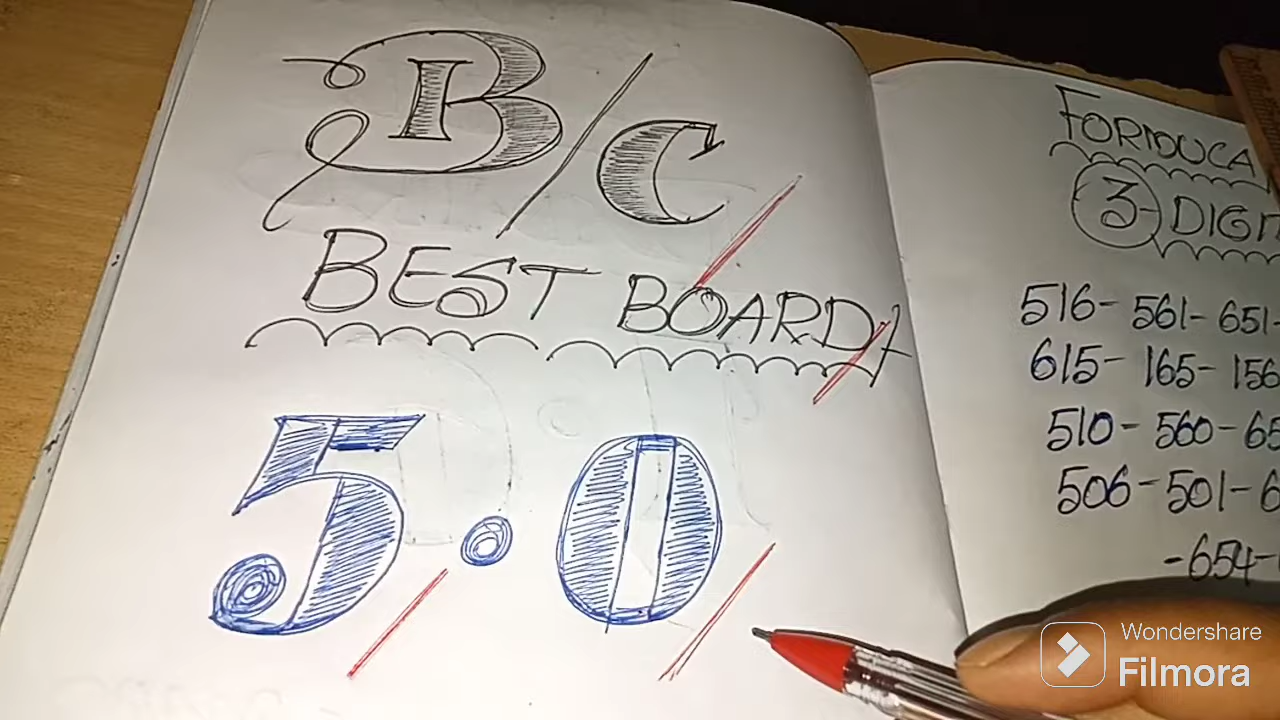 B/C
BEST BOARD/
5.0
3-DIGI
516- 561- 651-
615- 165- 156
510- 560- 65
506-501-6
-654-
Wondershare
Filmora